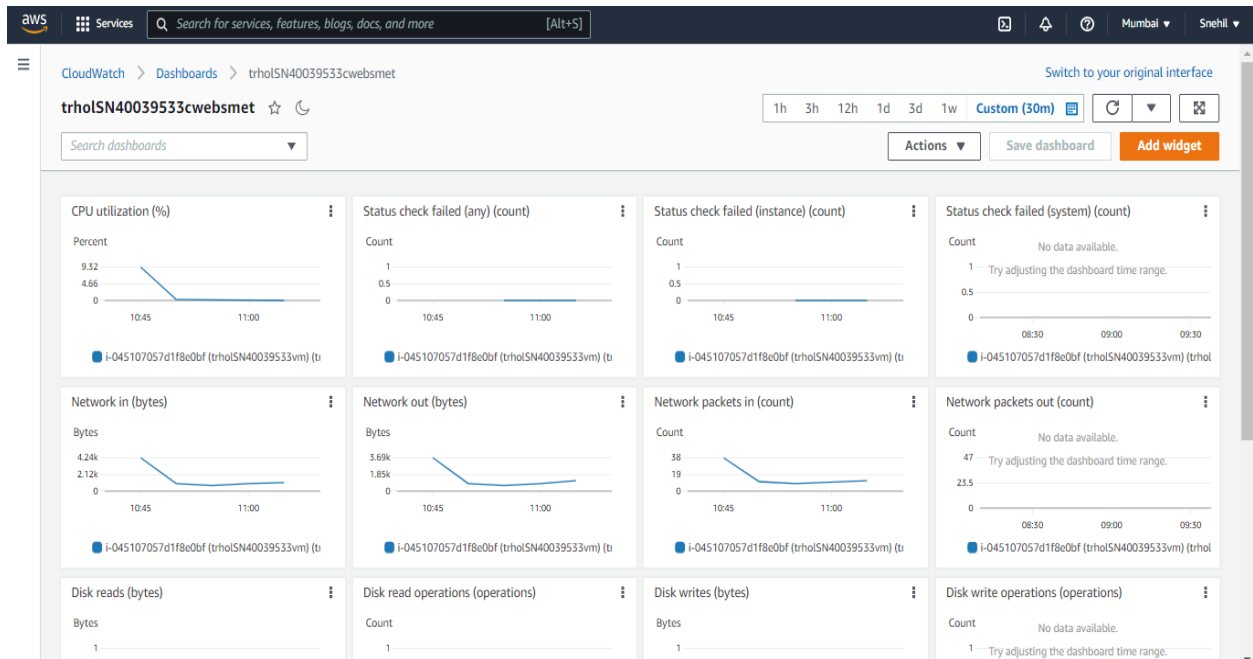 aws Services Search for services, features, blogs, docs, and more [Alt+S] Mumbai Snehil
CloudWatch Dashboards trholSN40039533cwebsmet Switch to your original interface
trholSN40039533cwebsmet 1h 3h 12h 1d 3d 1w Custom (30m)
Search dashboards Actions Save dashboard Add widget
CPU utilization (%)
Percent
9.32
4.66
0
10:45 11:00
i-045107057d1f8e0bf (trholSN40039533vm) (tr
Status check failed (any) (count)
Count
1
0.5
0
10:45 11:00
i-045107057d1f8e0bf (trholSN40039533vm) (tr
Status check failed (instance) (count)
Count
1
0.5
0
10:45 11:00
i-045107057d1f8e0bf (trholSN40039533vm) (tr
Status check failed (system) (count)
Count
No data available.
1
Try adjusting the dashboard time range.
0.5
0
08:30 09:00 09:30
i-045107057d1f8e0bf (trholSN40039533vm) (trhol
Network in (bytes)
Bytes
4.24k
2.12k
0
10:45 11:00
i-045107057d1f8e0bf (trholSN40039533vm) (tr
Network out (bytes)
Bytes
3.69k
1.85k
0
10:45 11:00
i-045107057d1f8e0bf (trholSN40039533vm) (tr
Network packets in (count)
Count
38
19
0
10:45 11:00
i-045107057d1f8e0bf (trholSN40039533vm) (tr
Network packets out (count)
Count
No data available.
47
Try adjusting the dashboard time range.
23.5
0
08:30 09:00 09:30
i-045107057d1f8e0bf (trholSN40039533vm) (trhol
Disk reads (bytes)
Bytes
1
Disk read operations (operations)
Count
1
Disk writes (bytes)
Bytes
1
Disk write operations (operations)
Count
No data available.
1
Try adjusting the dashboard time range.